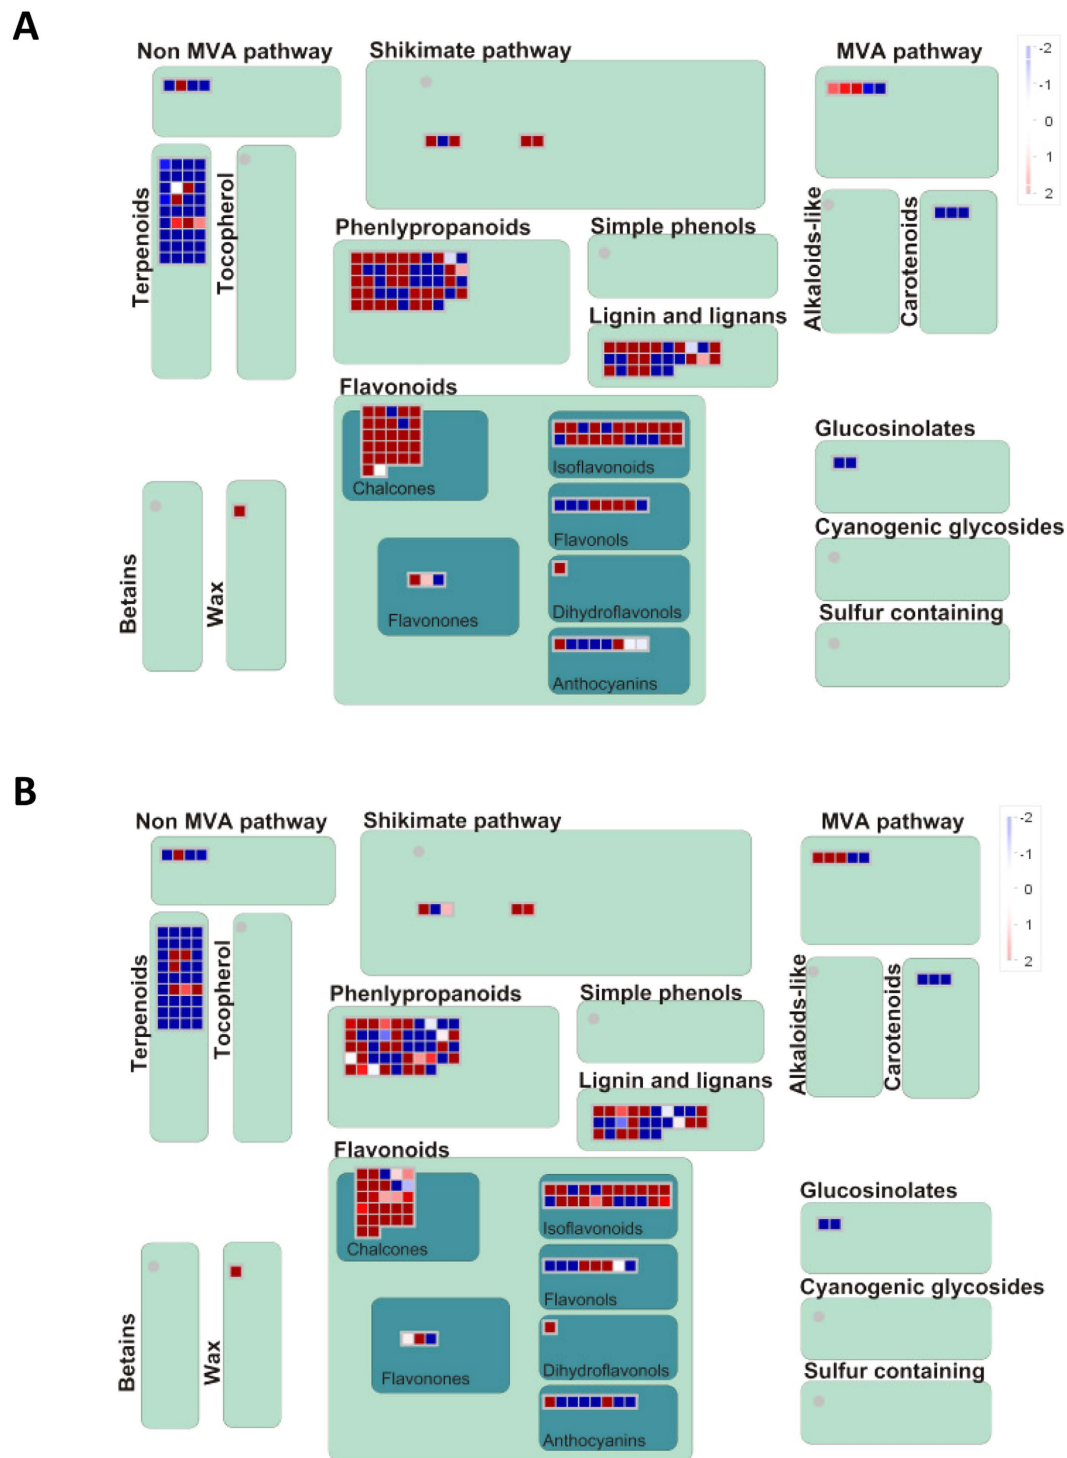 A
Non MVA pathway
Shikimate pathway
MVA pathway
-2
-1
0
1
2
Terpenoids
Tocopherol
Phenlypropanoids
Simple phenols
Lignin and lignans
Alkaloids-like
Carotenoids
Flavonoids
Chalcones
Isoflavonoids
Flavonols
Flavonones
Dihydroflavonols
Anthocyanins
Glucosinolates
Cyanogenic glycosides
Sulfur containing
Betains
Wax
B
Non MVA pathway
Shikimate pathway
MVA pathway
-2
-1
0
1
2
Terpenoids
Tocopherol
Phenlypropanoids
Simple phenols
Lignin and lignans
Alkaloids-like
Carotenoids
Flavonoids
Chalcones
Isoflavonoids
Flavonols
Flavonones
Dihydroflavonols
Anthocyanins
Glucosinolates
Cyanogenic glycosides
Sulfur containing
Betains
Wax